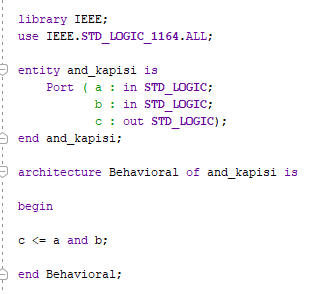 library IEEE;
use IEEE.STD_LOGIC_1164.ALL;
entity and_kapisi is
Port ( a : in STD_LOGIC;
b : in STD_LOGIC;
c : out STD_LOGIC);
end and_kapisi;
architecture Behavioral of and_kapisi is
begin
c <= a and b;
end Behavioral;